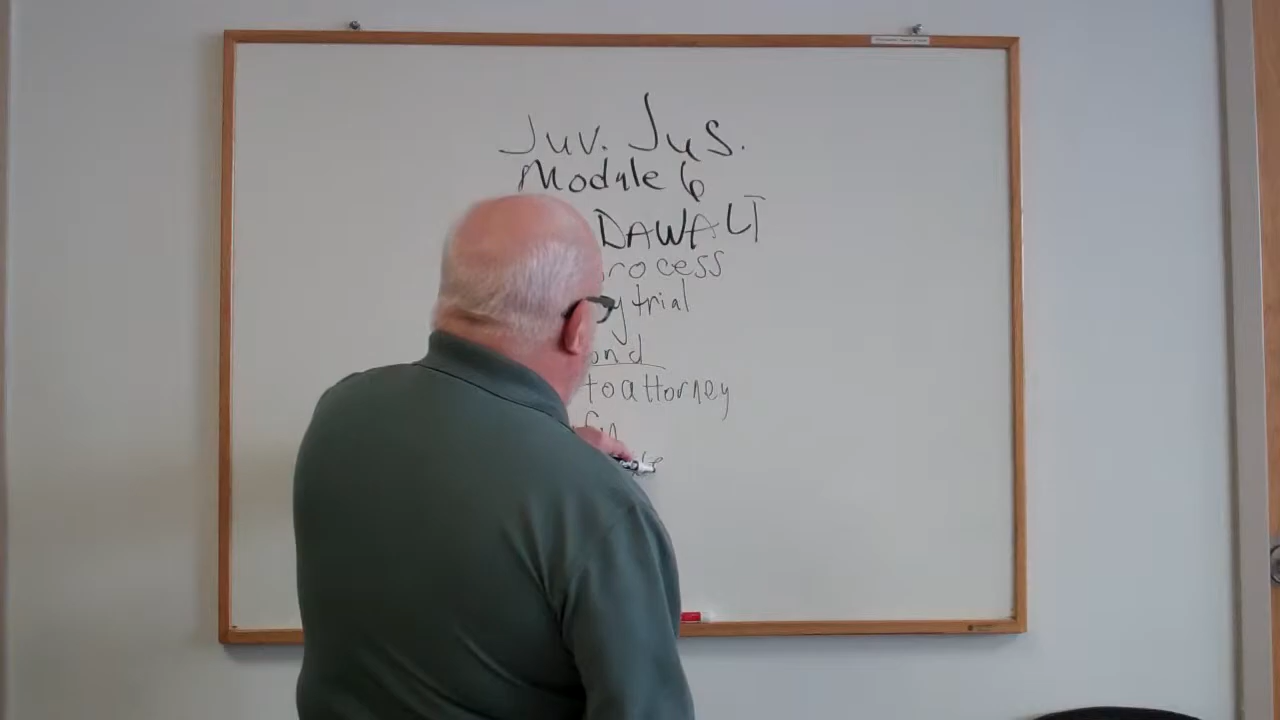 Juv. Jus.
Module 6
DAWALT
rocess
y trial
ond
to attorney